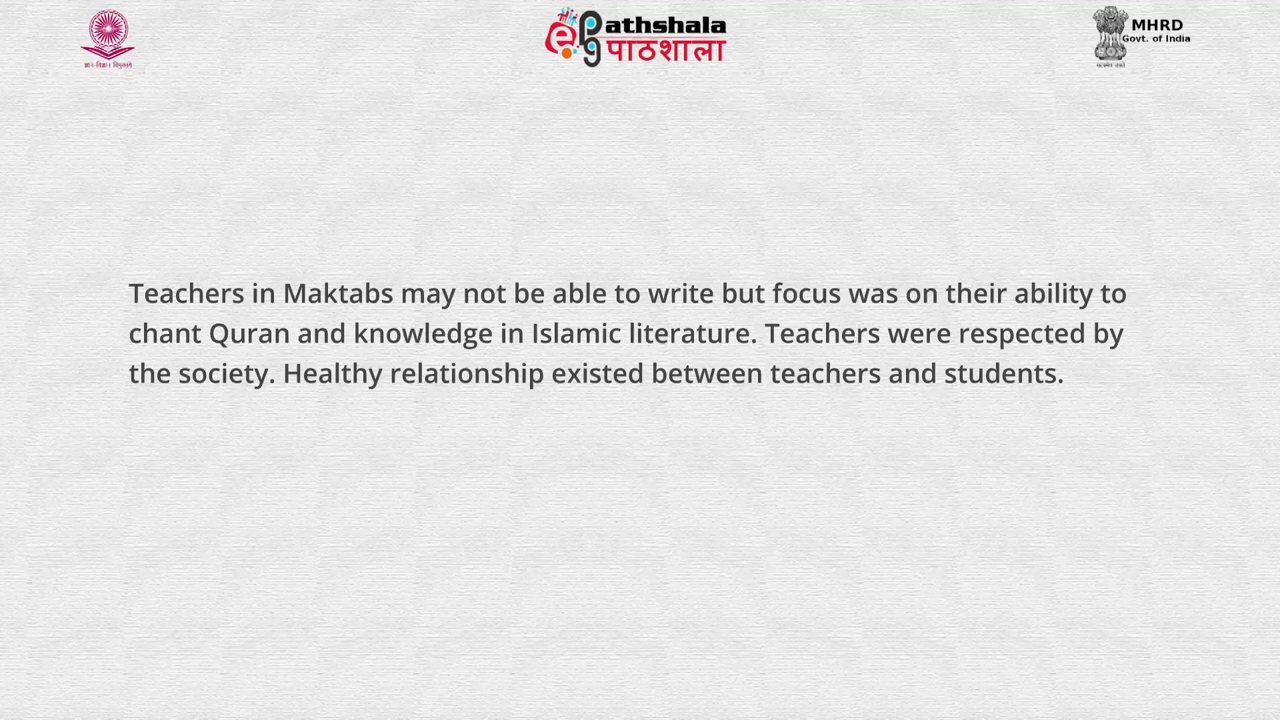 ePG Pathshala
पाठशाला
MHRD
Govt. of India
Teachers in Maktabs may not be able to write but focus was on their ability to
chant Quran and knowledge in Islamic literature. Teachers were respected by
the society. Healthy relationship existed between teachers and students.